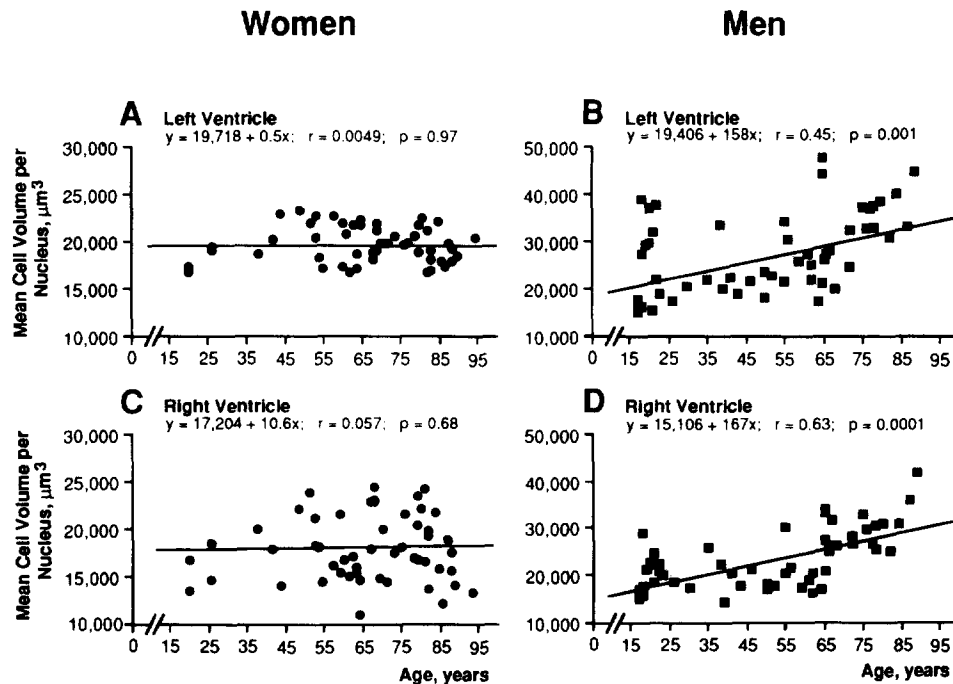 Women
Men
A Left Ventricle
y = 19,718 + 0.5x; r = 0.0049; p = 0.97
Mean Cell Volume per
Nucleus, μm³
30,000
25,000
20,000
15,000
10,000
0 15 25 35 45 55 65 75 85 95
B Left Ventricle
y = 19,406 + 158x; r = 0.45; p = 0.001
50,000
40,000
30,000
20,000
10,000
0 15 25 35 45 55 65 75 85 95
C Right Ventricle
y = 17,204 + 10.6x; r = 0.057; p = 0.68
Mean Cell Volume per
Nucleus, μm³
30,000
25,000
20,000
15,000
10,000
0 15 25 35 45 55 65 75 85 95
Age, years
D Right Ventricle
y = 15,106 + 167x; r = 0.63; p = 0.0001
50,000
40,000
30,000
20,000
10,000
0 15 25 35 45 55 65 75 85 95
Age, years